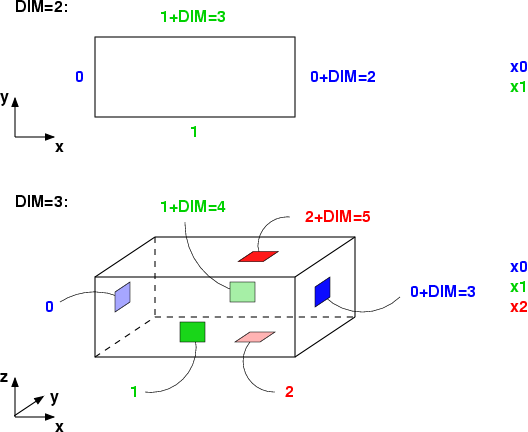 DIM=2:
1+DIM=3
0
0+DIM=2
x0
x1
y
1
x
DIM=3:
1+DIM=4
2+DIM=5
x0
0+DIM=3
x1
0
x2
z
y
1
2
x